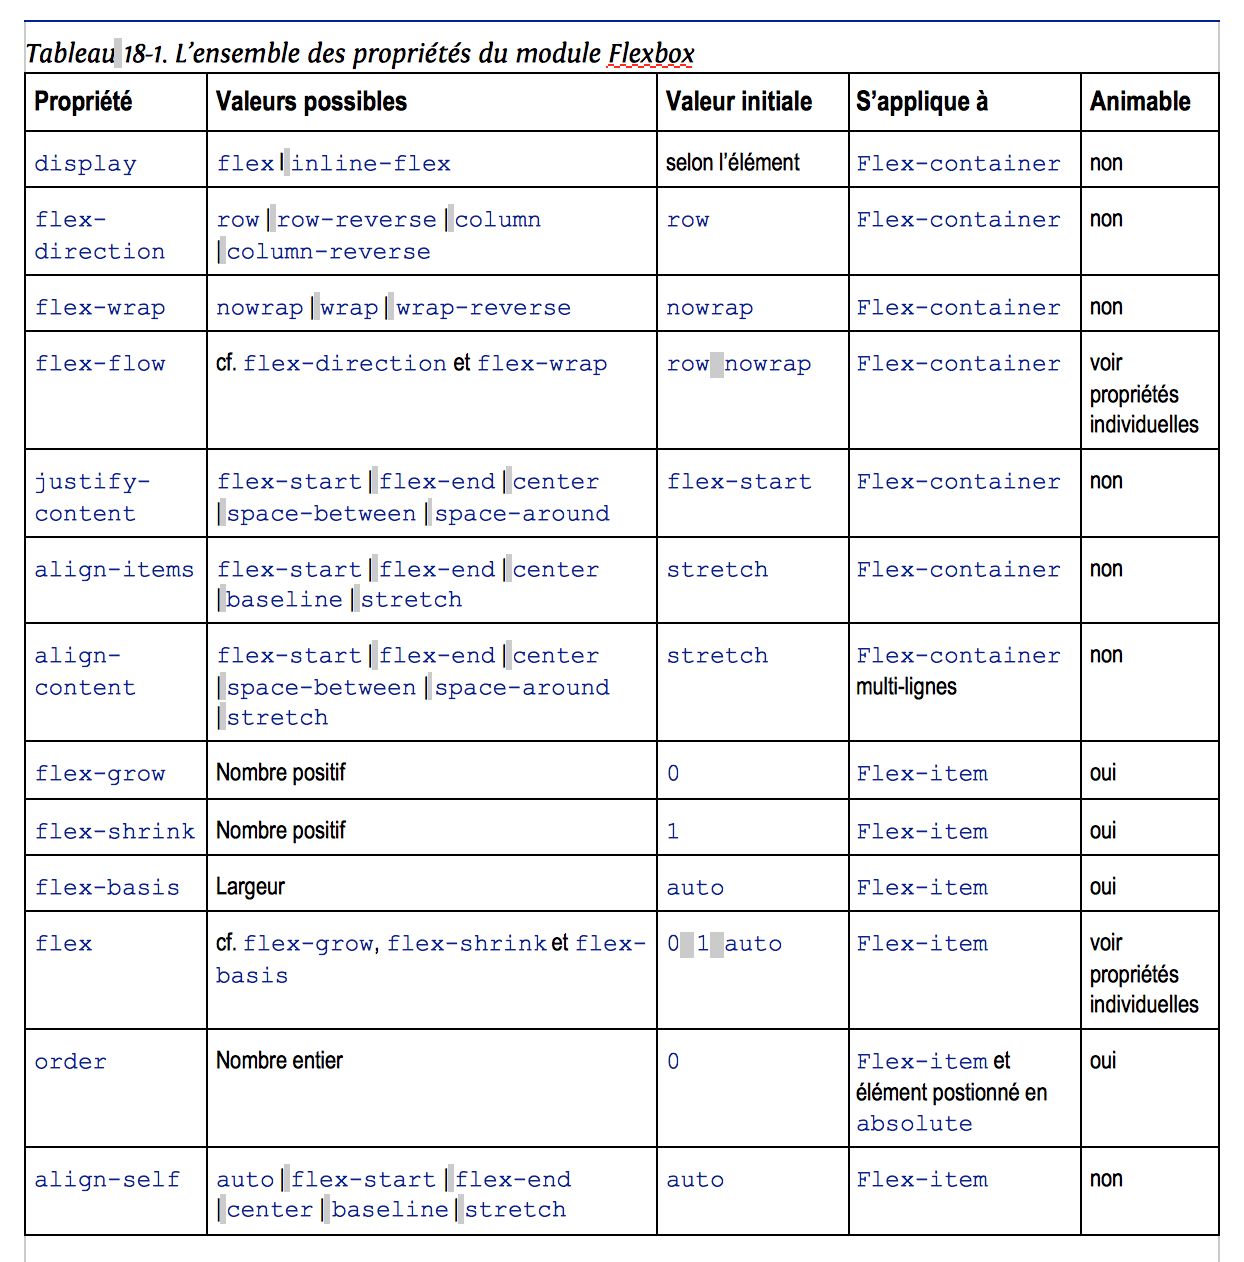 Tableau 18-1. L’ensemble des propriétés du module Flexbox
Propriété Valeurs possibles Valeur initiale S’applique à Animable
display flex | inline-flex selon l’élément Flex-container non
flex- row | row-reverse | column row Flex-container non
direction | column-reverse
flex-wrap nowrap | wrap | wrap-reverse nowrap Flex-container non
flex-flow cf. flex-direction et flex-wrap row nowrap Flex-container voir
propriétés
individuelles
justify- flex-start | flex-end | center flex-start Flex-container non
content | space-between | space-around
align-items flex-start | flex-end | center stretch Flex-container non
| baseline | stretch
align- flex-start | flex-end | center stretch Flex-container non
content | space-between | space-around multi-lignes
| stretch
flex-grow Nombre positif 0 Flex-item oui
flex-shrink Nombre positif 1 Flex-item oui
flex-basis Largeur auto Flex-item oui
flex cf. flex-grow, flex-shrink et flex- 0 1 auto Flex-item voir
basis propriétés
individuelles
order Nombre entier 0 Flex-item et oui
élément postionné en
absolute
align-self auto | flex-start | flex-end auto Flex-item non
| center | baseline | stretch